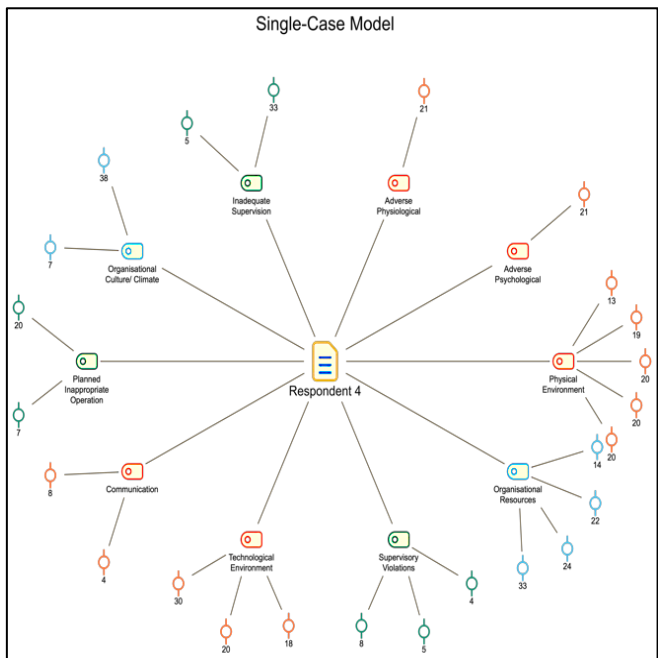 Single-Case Model
33
21
5
38
Inadequate
Supervision
Adverse
Physiological
21
7
Organisational
Culture/ Climate
Adverse
Psychological
13
20
19
Planned
Inappropriate
Operation
Respondent 4
Physical
Environment
20
7
20
20
14
8
Communication
Organisational
Resources
22
4
Technological
Environment
Supervisory
Violations
24
33
30
4
20
18
8
5